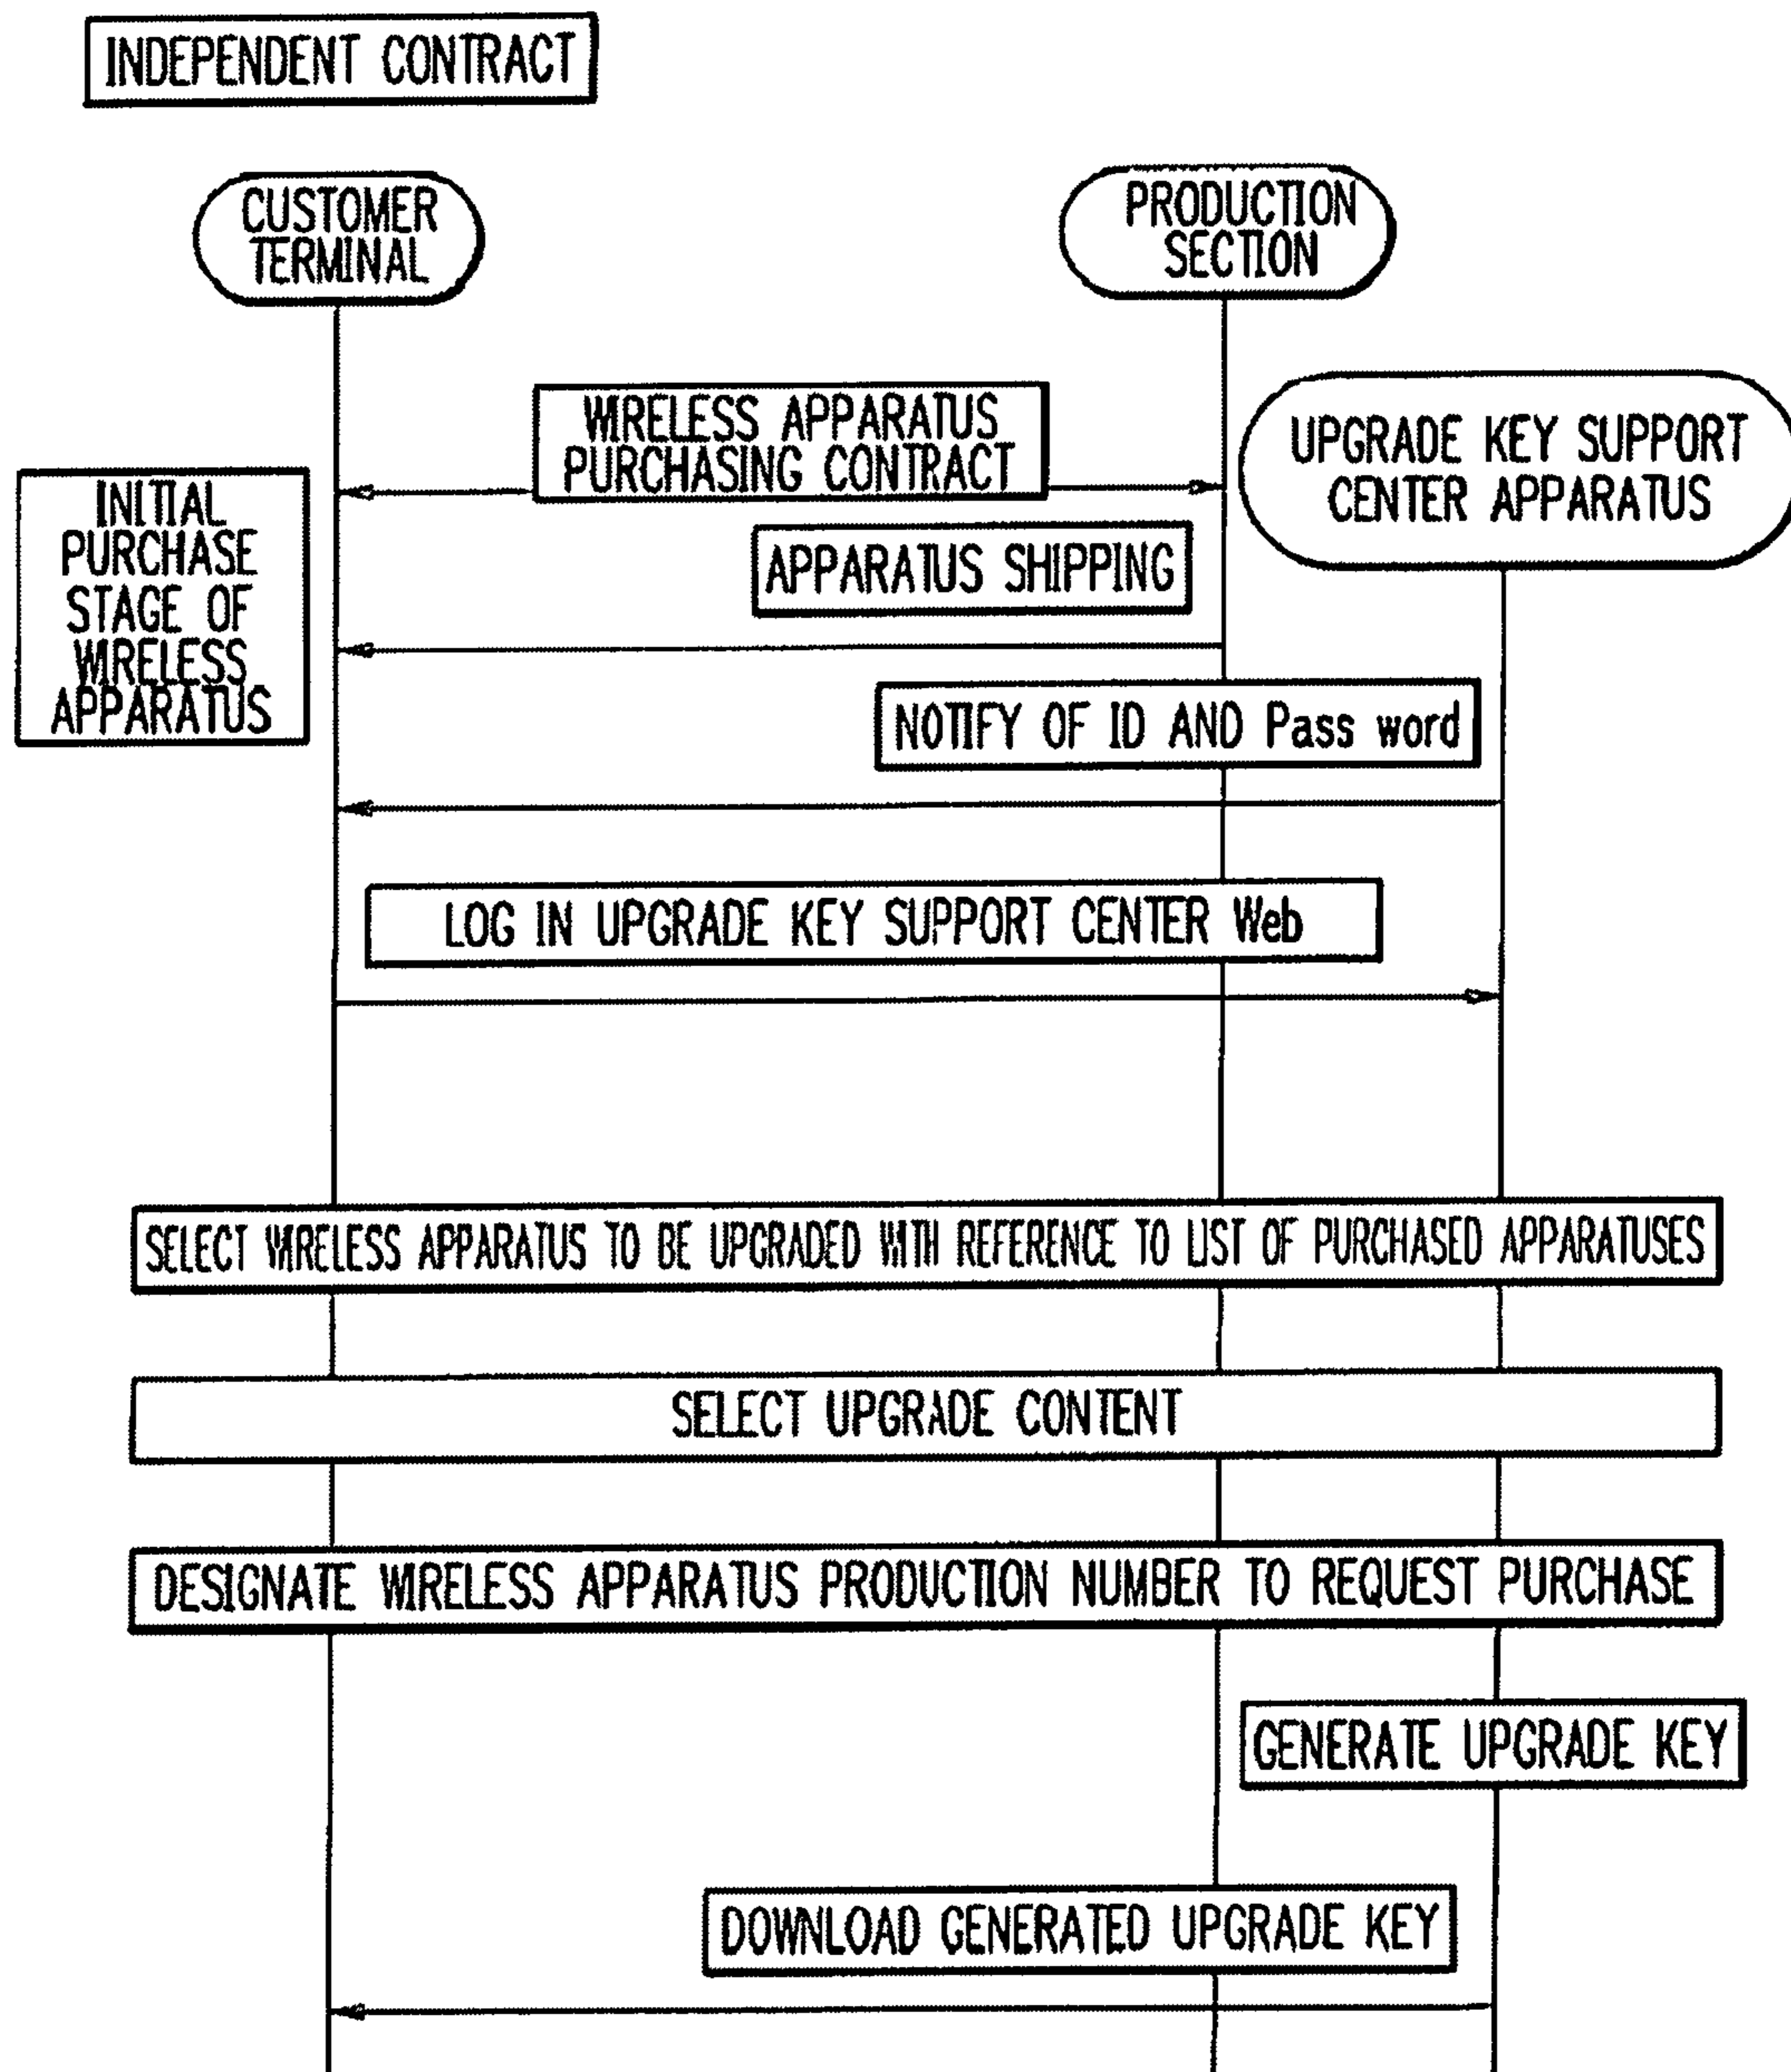 INDEPENDENT CONTRACT
CUSTOMER
TERMINAL
PRODUCTION
SECTION
WIRELESS APPARATUS
PURCHASING CONTRACT
UPGRADE KEY SUPPORT
CENTER APPARATUS
INITIAL
PURCHASE
STAGE OF
WIRELESS
APPARATUS
APPARATUS SHIPPING
NOTIFY OF ID AND Pass word
LOG IN UPGRADE KEY SUPPORT CENTER Web
SELECT WIRELESS APPARATUS TO BE UPGRADED WITH REFERENCE TO LIST OF PURCHASED APPARATUSES
SELECT UPGRADE CONTENT
DESIGNATE WIRELESS APPARATUS PRODUCTION NUMBER TO REQUEST PURCHASE
GENERATE UPGRADE KEY
DOWNLOAD GENERATED UPGRADE KEY